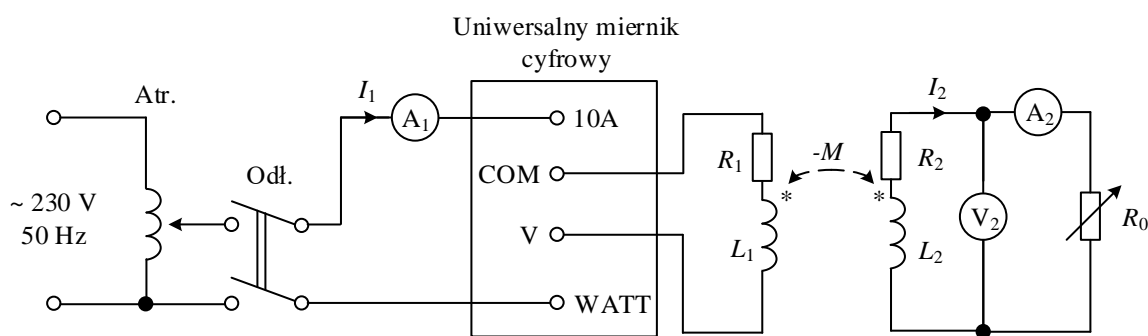 Uniwersalny miernik
cyfrowy
Atr.
I₁
A₁
10A
I₂
A₂
COM
R₁
-M
R₂
Odł.
~ 230 V
50 Hz
*
*
V
L₁
L₂
V₂
R₀
WATT